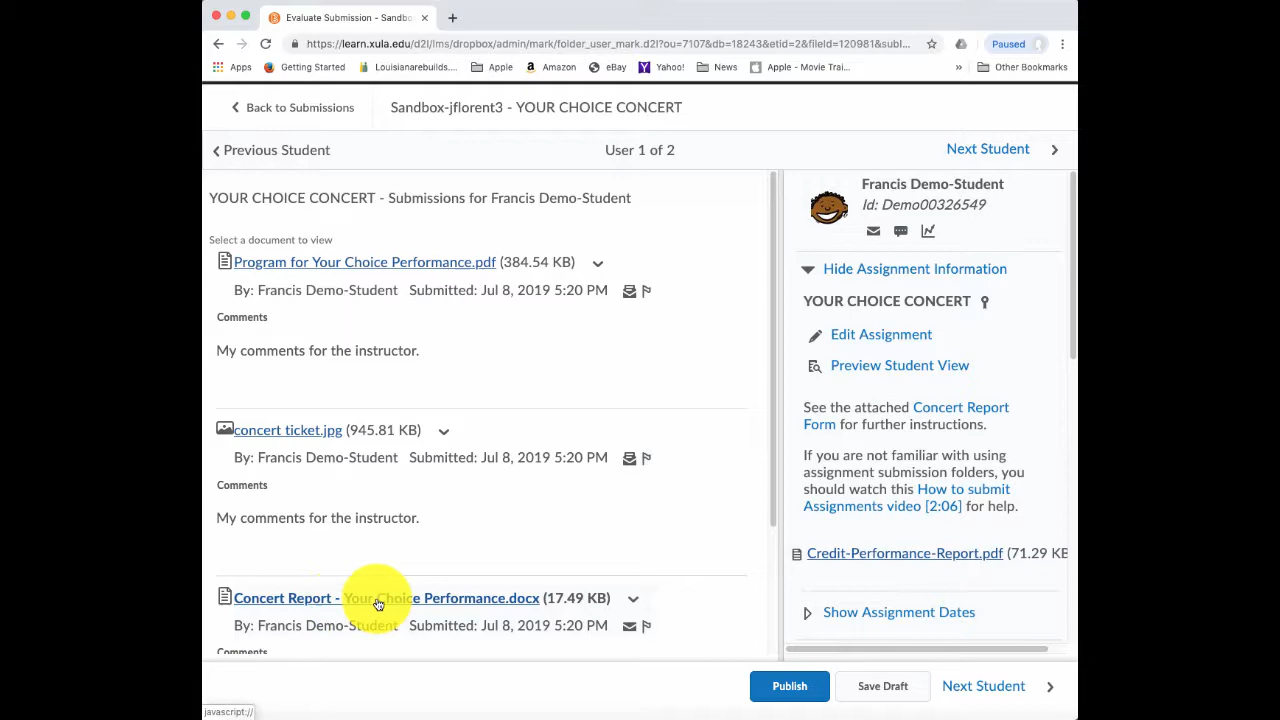 Evaluate Submission - Sandbo
https://learn.xula.edu/d2l/lms/dropbox/admin/mark/folder_user_mark.d2l?ou=7107&db=18243&etid=2&fileId=120981&subl...
Paused
Apps
Getting Started
Louisianarebuilds....
Apple
Amazon
eBay
Yahoo!
News
Apple - Movie Trai...
»
Other Bookmarks
Back to Submissions
Sandbox-jflorent3 - YOUR CHOICE CONCERT
Previous Student
User 1 of 2
Next Student
YOUR CHOICE CONCERT - Submissions for Francis Demo-Student
Select a document to view
Program for Your Choice Performance.pdf (384.54 KB)
By: Francis Demo-Student Submitted: Jul 8, 2019 5:20 PM
Comments
My comments for the instructor.
concert ticket.jpg (945.81 KB)
By: Francis Demo-Student Submitted: Jul 8, 2019 5:20 PM
Comments
My comments for the instructor.
Concert Report - Your Choice Performance.docx (17.49 KB)
By: Francis Demo-Student Submitted: Jul 8, 2019 5:20 PM
Comments
Francis Demo-Student
Id: Demo00326549
Hide Assignment Information
YOUR CHOICE CONCERT
Edit Assignment
Preview Student View
See the attached Concert Report
Form for further instructions.
If you are not familiar with using
assignment submission folders, you
should watch this How to submit
Assignments video [2:06] for help.
Credit-Performance-Report.pdf (71.29 KB
Show Assignment Dates
Publish
Save Draft
Next Student
javascript://